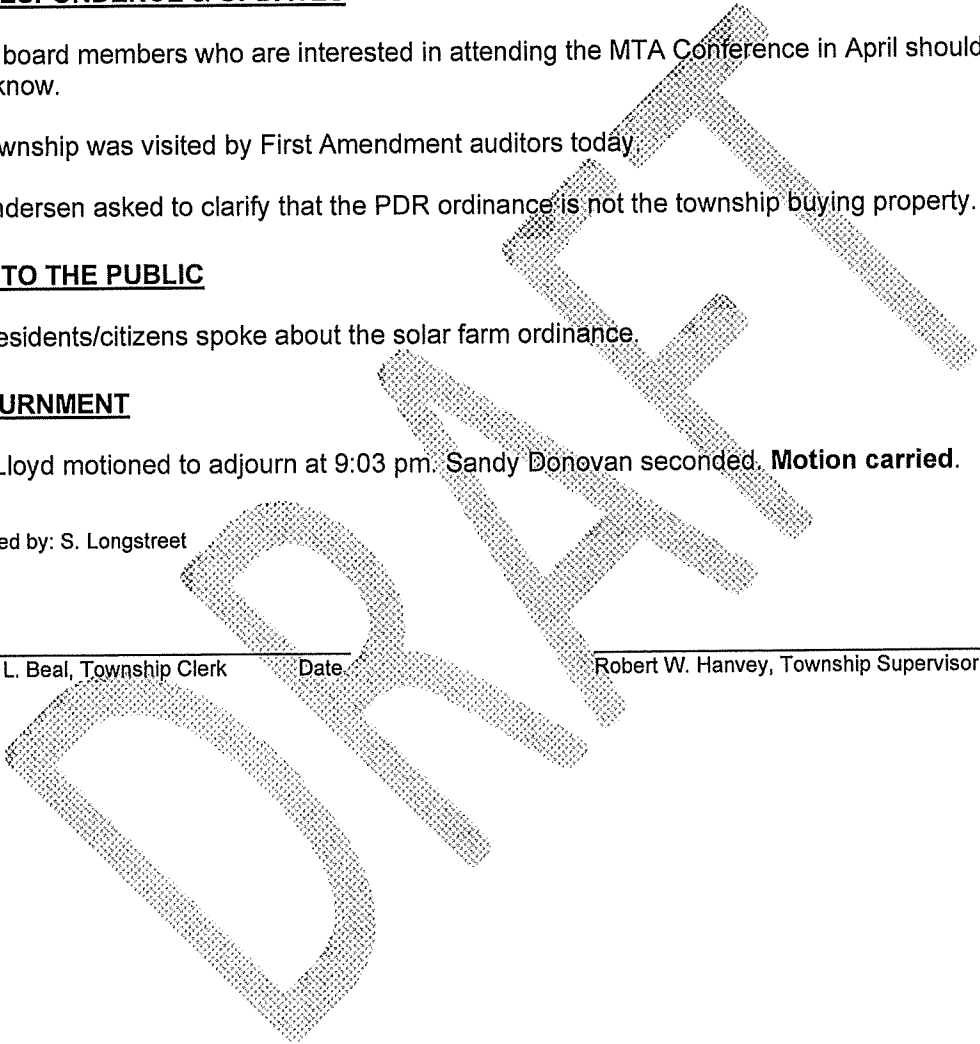 board members who are interested in attending the MTA Conference in April should
know.
wnship was visited by First Amendment auditors today.
ndersen asked to clarify that the PDR ordinance is not the township buying property.
TO THE PUBLIC
esidents/citizens spoke about the solar farm ordinance.
URNMENT
Lloyd motioned to adjourn at 9:03 pm. Sandy Donovan seconded. Motion carried.
ed by: S. Longstreet
L. Beal, Township Clerk Date
Robert W. Hanvey, Township Supervisor
DRAFT